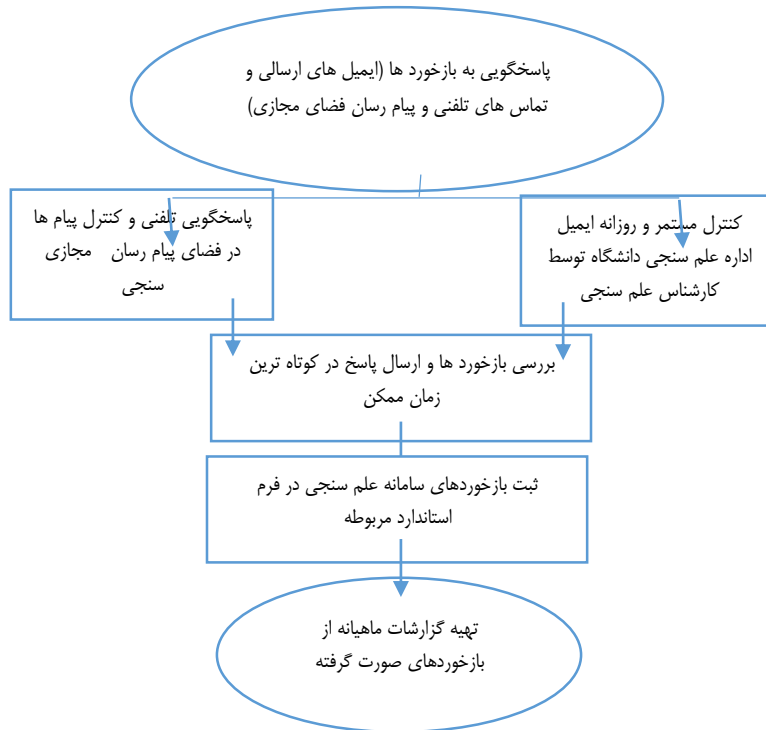 پاسخگویی به بازخورد ها (ایمیل های ارسالی و
تماس های تلفنی و پیام رسان فضای مجازی)
کنترل مستمر و روزانه ایمیل
اداره علم سنجی دانشگاه توسط
کارشناس علم سنجی
پاسخگویی تلفنی و کنترل پیام ها
در فضای پیام رسان مجازی
سنجی
بررسی بازخورد ها و ارسال پاسخ در کوتاه ترین
زمان ممکن
ثبت بازخوردهای سامانه علم سنجی در فرم
استاندارد مربوطه
تهیه گزارشات ماهیانه از
بازخوردهای صورت گرفته